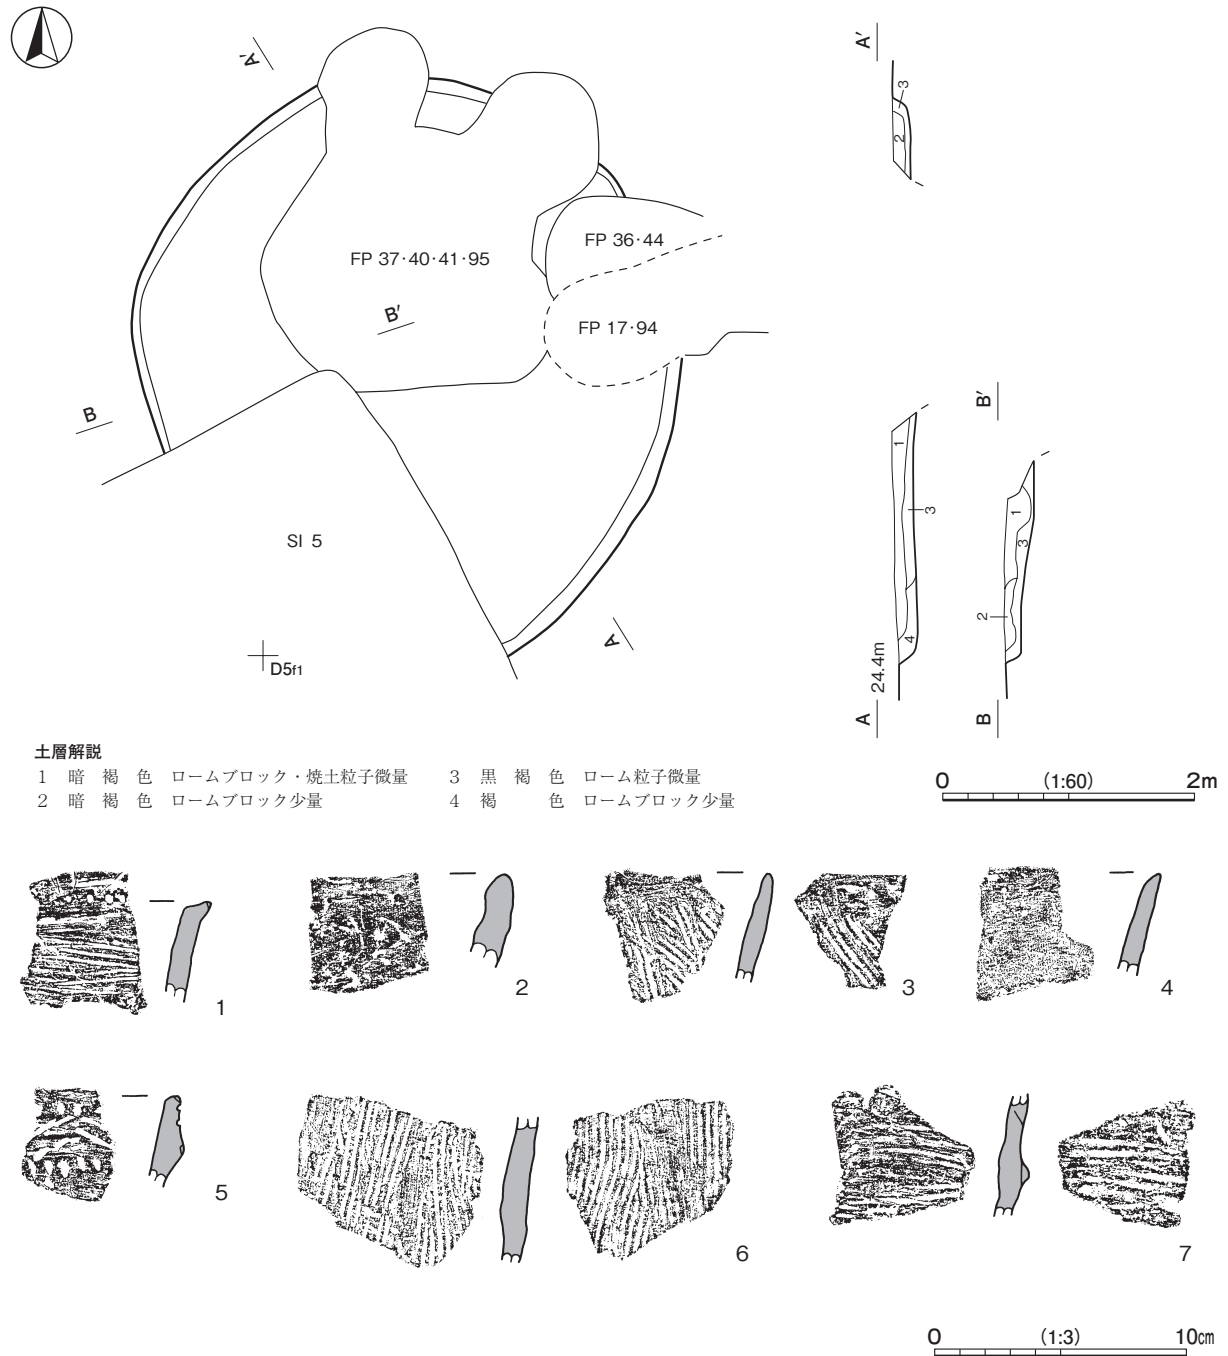 A′
A′
3
2
FP 36·44
FP 37·40·41·95
B′
FP 17·94
B
B′
1
3
1
3
2
4
SI 5
A
D5f1
24.4m
A
B
土層解説
1 暗褐色 ロームブロック・焼土粒子微量 3 黒褐色 ローム粒子微量
2 暗褐色 ロームブロック少量 4 褐色 ロームブロック少量
0 (1:60) 2m
1
2
3
4
5
6
7
0 (1:3) 10cm